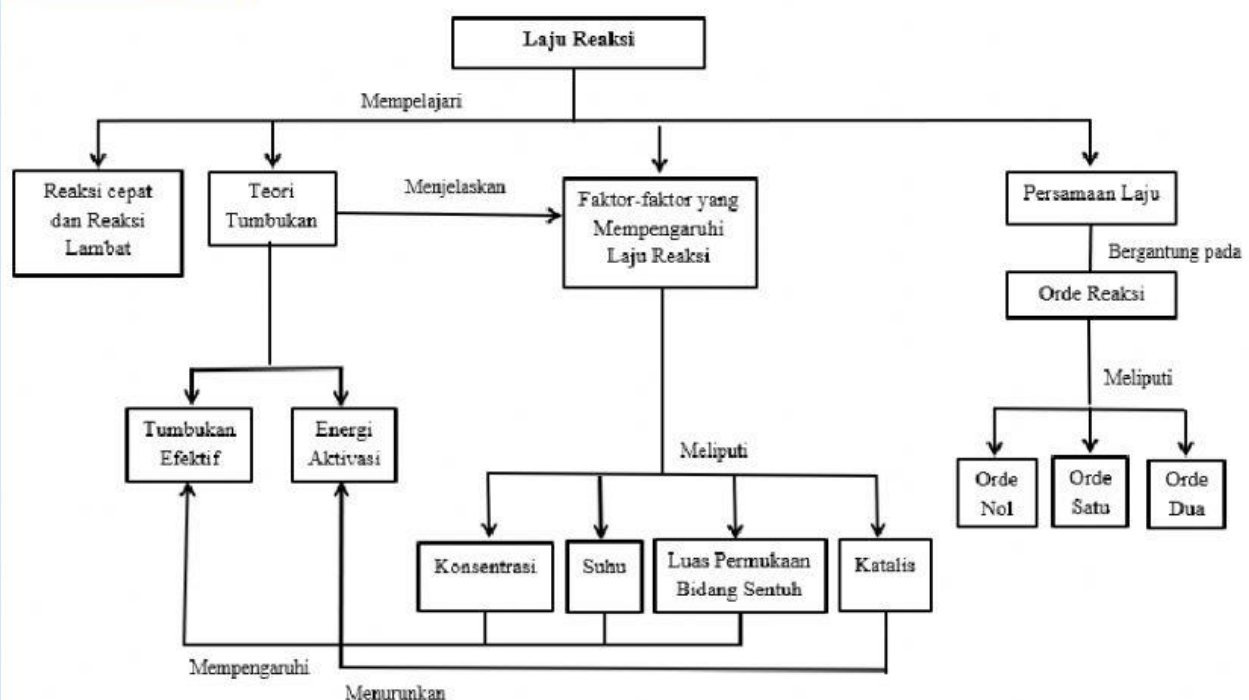 Laju Reaksi
Mempelajari
Reaksi cepat
dan Reaksi
Lambat
Teori
Tumbukan
Menjelaskan
Faktor-faktor yang
Mempengaruhi
Laju Reaksi
Persamaan Laju
Bergantung pada
Orde Reaksi
Meliputi
Orde
Nol
Orde
Satu
Orde
Dua
Tumbukan
Efektif
Energi
Aktivasi
Meliputi
Konsentrasi
Suhu
Luas Permukaan
Bidang Sentuh
Katalis
Mempengaruhi
Menurunkan